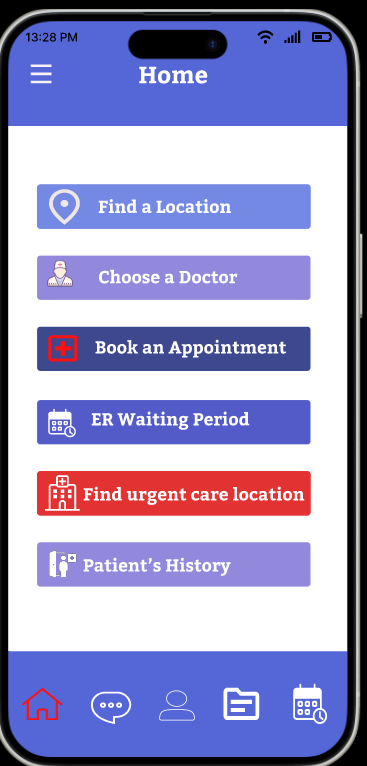 13:28 PM
Home
Find a Location
Choose a Doctor
Book an Appointment
ER Waiting Period
Find urgent care location
Patient's History